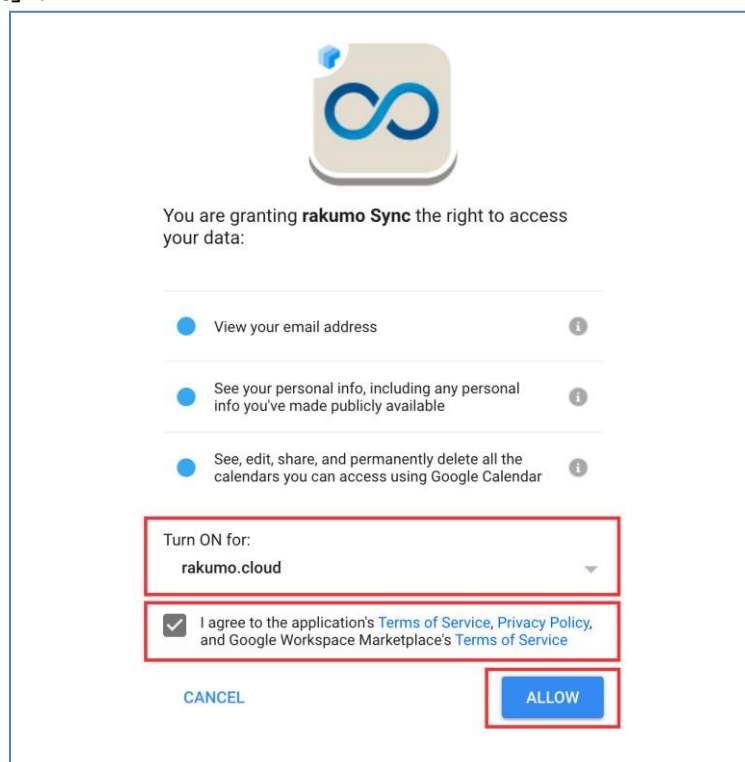 You are granting rakumo Sync the right to access
your data:
View your email address
See your personal info, including any personal
info you've made publicly available
See, edit, share, and permanently delete all the
calendars you can access using Google Calendar
Turn ON for:
rakumo.cloud
I agree to the application's Terms of Service, Privacy Policy,
and Google Workspace Marketplace's Terms of Service
CANCEL
ALLOW